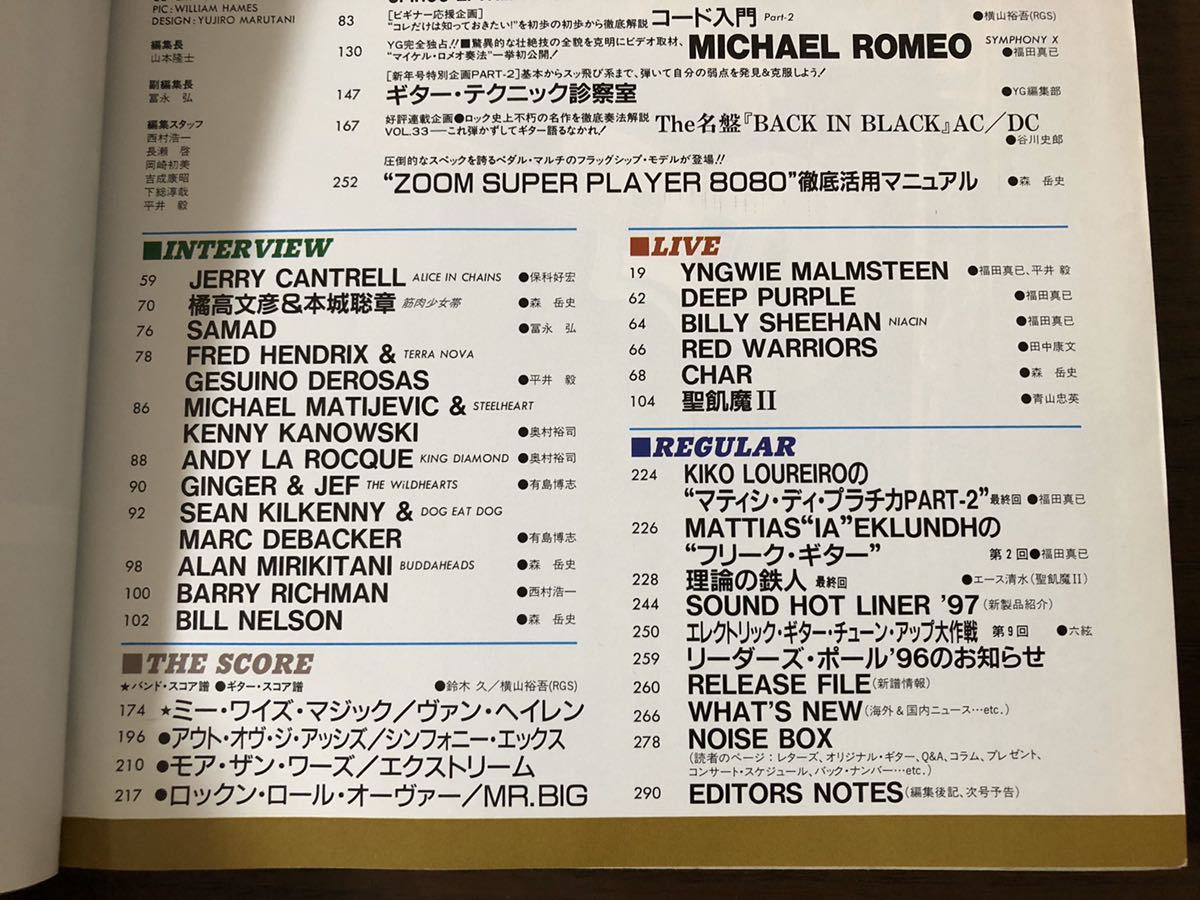 PIC：WILLIAM HAMES
DESIGN：YUJIRO MARUTANI
編集長
山本隆士
副編集長
冨永　弘
編集スタッフ
西村浩一
長瀬　啓
岡崎初美
吉成康昭
下総淳哉
平井　毅
［ビギナー応援企画］
83 “コレだけは知っておきたい！”を初歩の初歩から徹底解説 コード入門 Part-2 ●横山裕吾(RGS)
YG完全独占！！■驚異的な壮絶技の全貌を克明にビデオ取材、
130 “マイケル・ロメオ奏法”一挙初公開！ MICHAEL ROMEO SYMPHONY X ●福田真已
［新年号特別企画PART-2］基本からスッ飛び系まで、弾いて自分の弱点を発見&克服しよう！
147 ギター・テクニック診察室 ●YG編集部
好評連載企画●ロック史上不朽の名作を徹底奏法解説
167 VOL.33──これ弾かずしてギター語るなかれ！ The名盤『BACK IN BLACK』AC／DC
●谷川史郎
圧倒的なスペックを誇るペダル・マルチのフラッグシップ・モデルが登場！！
252 “ZOOM SUPER PLAYER 8080”徹底活用マニュアル ●森　岳史
■INTERVIEW
59 JERRY CANTRELL ALICE IN CHAINS ●保科好宏
70 橘高文彦&本城聡章 筋肉少女帯 ●森　岳史
76 SAMAD ●冨永　弘
78 FRED HENDRIX & TERRA NOVA
GESUINO DEROSAS ●平井　毅
86 MICHAEL MATIJEVIC & STEELHEART
KENNY KANOWSKI ●奥村裕司
88 ANDY LA ROCQUE KING DIAMOND ●奥村裕司
90 GINGER & JEF THE WiLDHEARTS ●有島博志
92 SEAN KILKENNY & DOG EAT DOG
MARC DEBACKER ●有島博志
98 ALAN MIRIKITANI BUDDAHEADS ●森　岳史
100 BARRY RICHMAN ●西村浩一
102 BILL NELSON ●森　岳史
■THE SCORE
★バンド・スコア譜 ●ギター・スコア譜 ●鈴木 久／横山裕吾(RGS)
174 ★ミー・ワイズ・マジック／ヴァン・ヘイレン
196 ●アウト・オヴ・ジ・アッシズ／シンフォニー・エックス
210 ●モア・ザン・ワーズ／エクストリーム
217 ●ロックン・ロール・オーヴァー／MR.BIG
■LIVE
19 YNGWIE MALMSTEEN ●福田真已、平井 毅
62 DEEP PURPLE ●福田真已
64 BILLY SHEEHAN NIACIN ●福田真已
66 RED WARRIORS ●田中康文
68 CHAR ●森　岳史
104 聖飢魔II ●青山忠英
■REGULAR
224 KIKO LOUREIROの
“マティシ・ディ・プラチカPART-2” 最終回 ●福田真已
226 MATTIAS“IA”EKLUNDHの
“フリーク・ギター” 第2回●福田真已
228 理論の鉄人 最終回 ●エース清水(聖飢魔II)
244 SOUND HOT LINER '97(新製品紹介)
250 エレクトリック・ギター・チューン・アップ大作戦 第9回 ●六絃
259 リーダーズ・ポール'96のお知らせ
260 RELEASE FILE(新譜情報)
266 WHAT'S NEW(海外&国内ニュース…etc.)
278 NOISE BOX
(読者のページ：レターズ、オリジナル・ギター、Q&A、コラム、プレゼント、
コンサート・スケジュール、バック・ナンバー…etc.)
290 EDITORS NOTES(編集後記、次号予告)